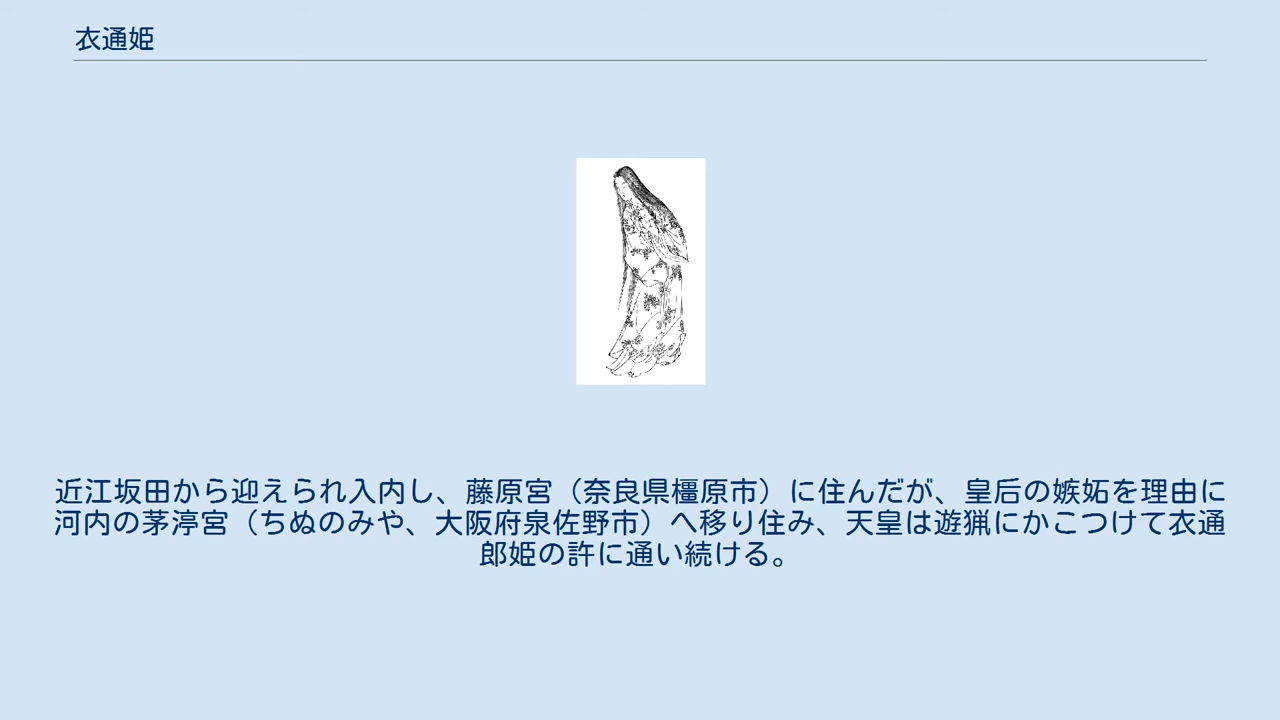 衣通姫
近江坂田から迎えられ入内し、藤原宮（奈良県橿原市）に住んだが、皇后の嫉妬を理由に
河内の茅渟宮（ちぬのみや、大阪府泉佐野市）へ移り住み、天皇は遊猟にかこつけて衣通
郎姫の許に通い続ける。